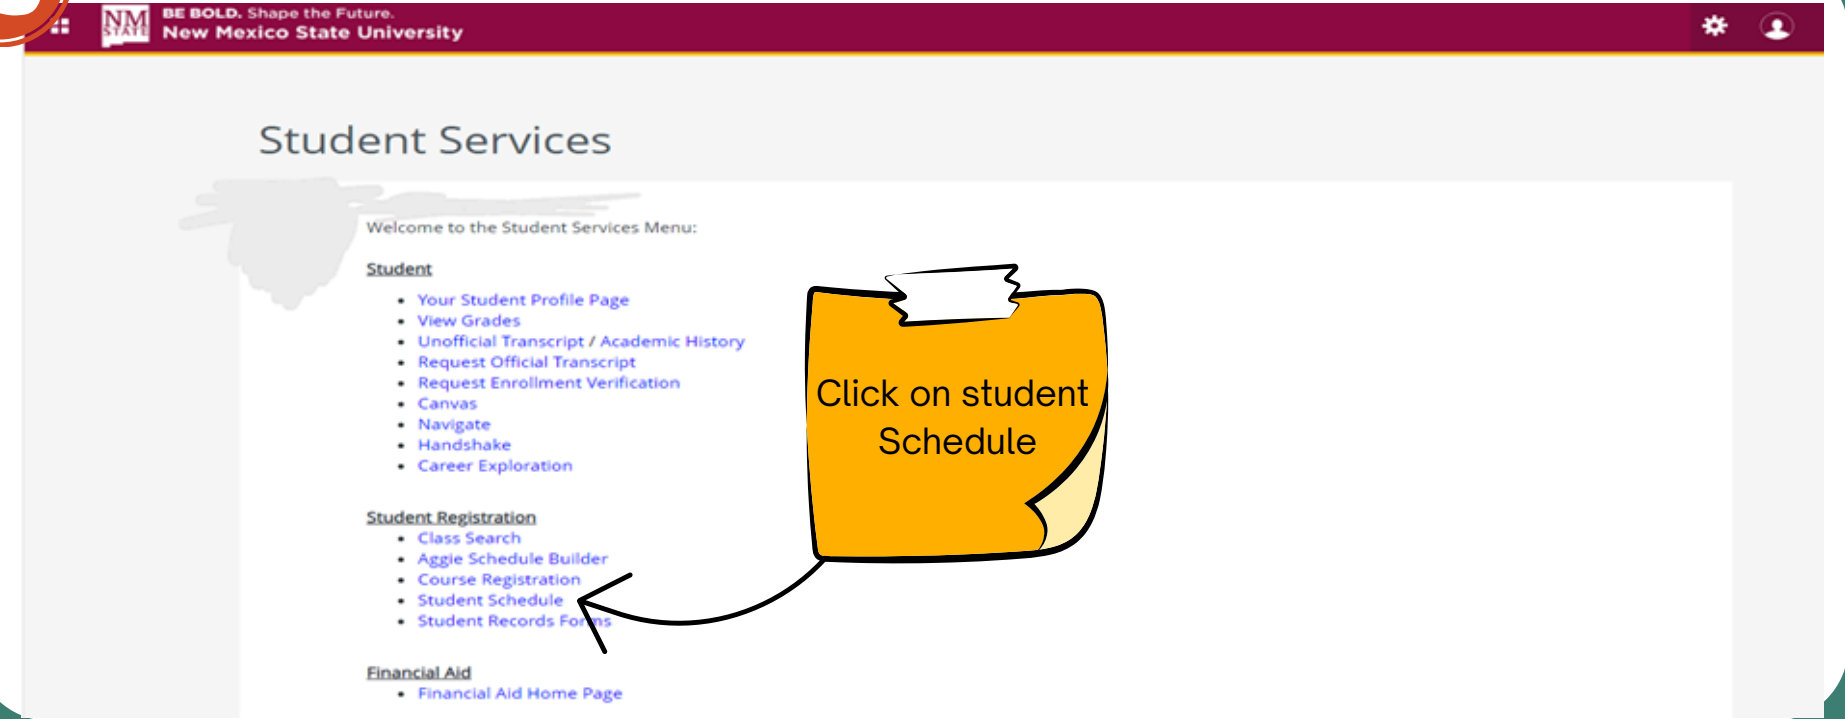 NM
STATE
BE BOLD. Shape the Future.
New Mexico State University
Student Services
Welcome to the Student Services Menu:
Student
Your Student Profile Page
View Grades
Unofficial Transcript / Academic History
Request Official Transcript
Request Enrollment Verification
Canvas
Navigate
Handshake
Career Exploration
Student Registration
Class Search
Aggie Schedule Builder
Course Registration
Student Schedule
Student Records Forms
Financial Aid
Financial Aid Home Page
Click on student
Schedule